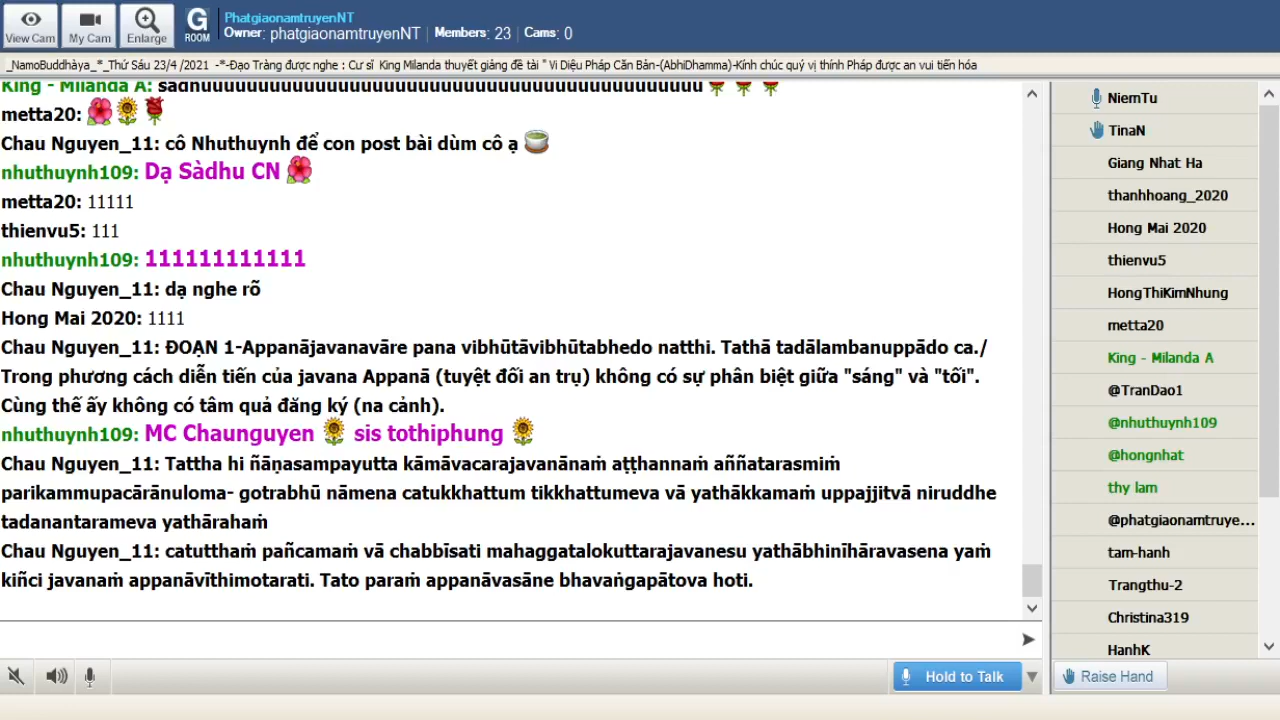 View Cam
My Cam
Enlarge
G
ROOM
PhatgiaonamtruyenNT
Owner: phatgiaonamtruyenNT | Members: 23 | Cams: 0
_NamoBuddhàya_*_Thứ Sáu 23/4 /2021 -*-Đạo Tràng được nghe : Cư sĩ King Milanda thuyết giảng đề tài " Vi Diệu Pháp Căn Bản-(AbhiDhamma)-Kính chúc quý vị thính Pháp được an vui tiến hóa
metta20:
Chau Nguyen_11: cô Nhuthuynh để con post bài dùm cô ạ
nhuthuynh109: Dạ Sàdhu CN
metta20: 11111
thienvu5: 111
nhuthuynh109: 111111111111
Chau Nguyen_11: dạ nghe rõ
Hong Mai 2020: 1111
Chau Nguyen_11: ĐOẠN 1-Appanājavanavāre pana vibhūtāvibhūtabhedo natthi. Tathā tadālambanuppādo ca./
Trong phương cách diễn tiến của javana Appanā (tuyệt đối an trụ) không có sự phân biệt giữa "sáng" và "tối".
Cùng thế ấy không có tâm quả đăng ký (na cảnh).
nhuthuynh109: MC Chaunguyen sis tothiphung
Chau Nguyen_11: Tattha hi ñāṇasampayutta kāmāvacarajavanānaṁ aṭṭhannaṁ aññatarasmiṁ
parikammupacārānuloma- gotrabhū nāmena catukkhattum tikkhattumeva vā yathākkamaṁ uppajjitvā niruddhe
tadanantarameva yathārahaṁ
Chau Nguyen_11: catutthaṁ pañcamaṁ vā chabbīsati mahaggatalokuttarajavanesu yathābhinīhāravasena yaṁ
kiñci javanaṁ appanāvīthimotarati. Tato paraṁ appanāvasāne bhavaṅgapātova hoti.
NiemTu
TinaN
Giang Nhat Ha
thanhhoang_2020
Hong Mai 2020
thienvu5
HongThiKimNhung
metta20
King - Milanda A
@TranDao1
@nhuthuynh109
@hongnhat
thy lam
@phatgiaonamtruye...
tam-hanh
Trangthu-2
Christina319
HanhK
Hold to Talk
Raise Hand